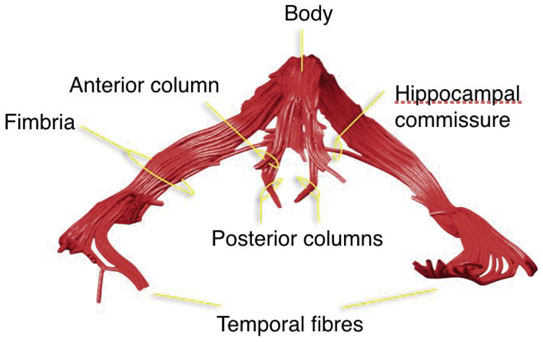 Body
Anterior column
Hippocampal
commissure
Fimbria
Posterior columns
Temporal fibres